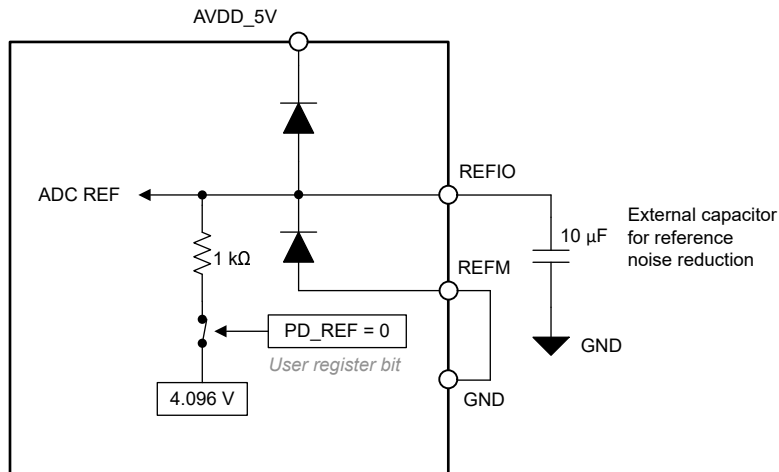 AVDD_5V
REFIO
ADC REF
1 kΩ
10 µF
External capacitor
for reference
noise reduction
REFM
PD_REF = 0
User register bit
GND
4.096 V
GND